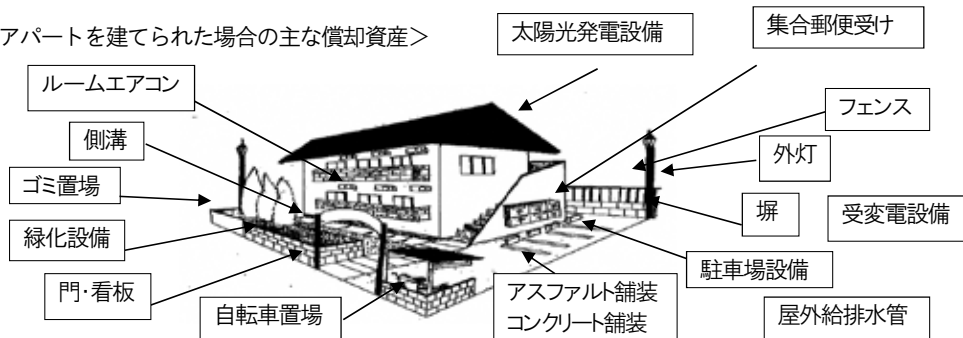 アパートを建てられた場合の主な償却資産＞
太陽光発電設備
集合郵便受け
ルームエアコン
フェンス
側溝
外灯
ゴミ置場
塀
受変電設備
緑化設備
駐車場設備
門・看板
自転車置場
アスファルト舗装
コンクリート舗装
屋外給排水管